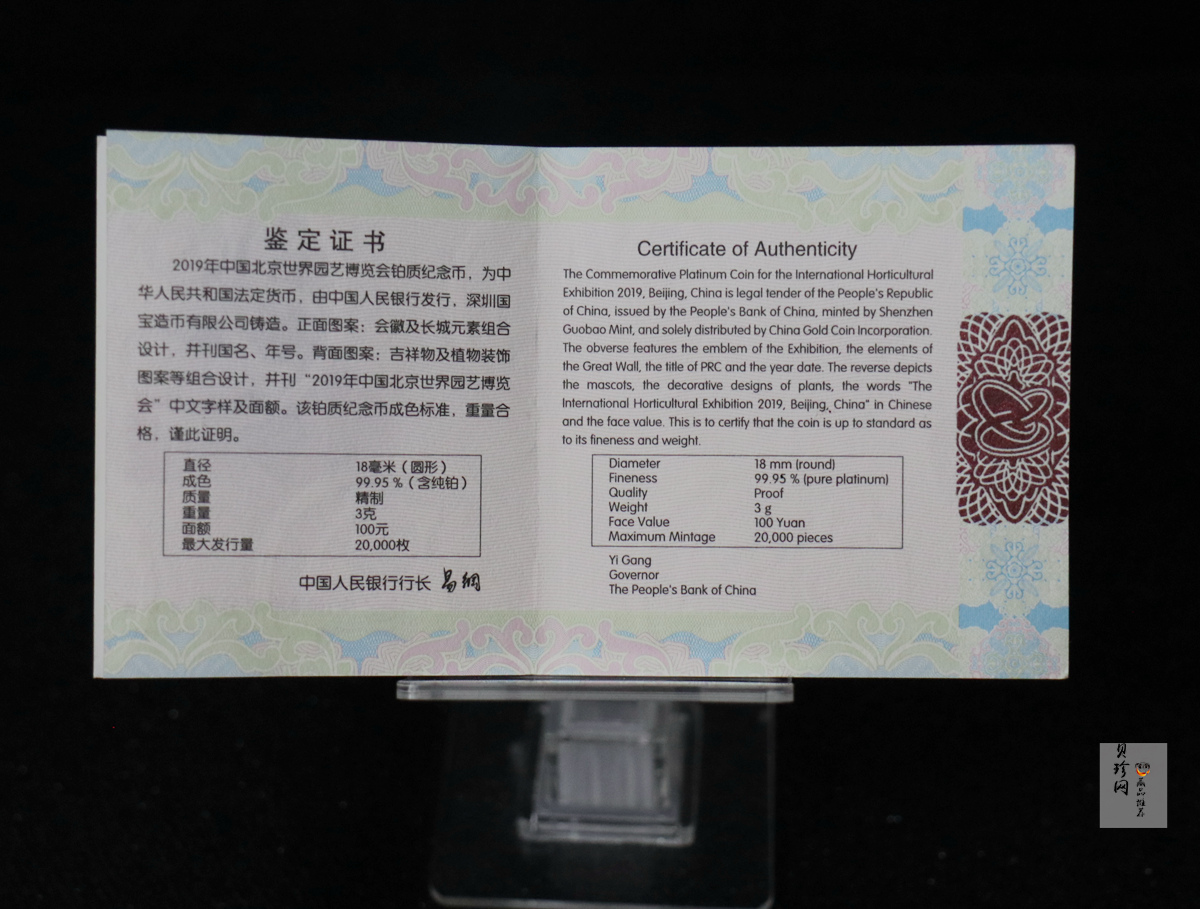 鉴定证书
2019年中国北京世界园艺博览会铂质纪念币，为中
华人民共和国法定货币，由中国人民银行发行，深圳国
宝造币有限公司铸造。正面图案：会徽及长城元素组合
设计，并刊国名、年号。背面图案：吉祥物及植物装饰
图案等组合设计，并刊“2019年中国北京世界园艺博览
会”中文字样及面额。该铂质纪念币成色标准，重量合
格，谨此证明。
直径 18毫米（圆形）
成色 99.95 %（含纯铂）
质量 精制
重量 3克
面额 100元
最大发行量 20,000枚
中国人民银行行长 易纲
Certificate of Authenticity
The Commemorative Platinum Coin for the International Horticultural
Exhibition 2019, Beijing, China is legal tender of the People's Republic
of China, issued by the People's Bank of China, minted by Shenzhen
Guobao Mint, and solely distributed by China Gold Coin Incorporation.
The obverse features the emblem of the Exhibition, the elements of
the Great Wall, the title of PRC and the year date. The reverse depicts
the mascots, the decorative designs of plants, the words "The
International Horticultural Exhibition 2019, Beijing, China" in Chinese
and the face value. This is to certify that the coin is up to standard as
to its fineness and weight.
Diameter 18 mm (round)
Fineness 99.95 % (pure platinum)
Quality Proof
Weight 3 g
Face Value 100 Yuan
Maximum Mintage 20,000 pieces
Yi Gang
Governor
The People's Bank of China
贝珍网
藏品推荐